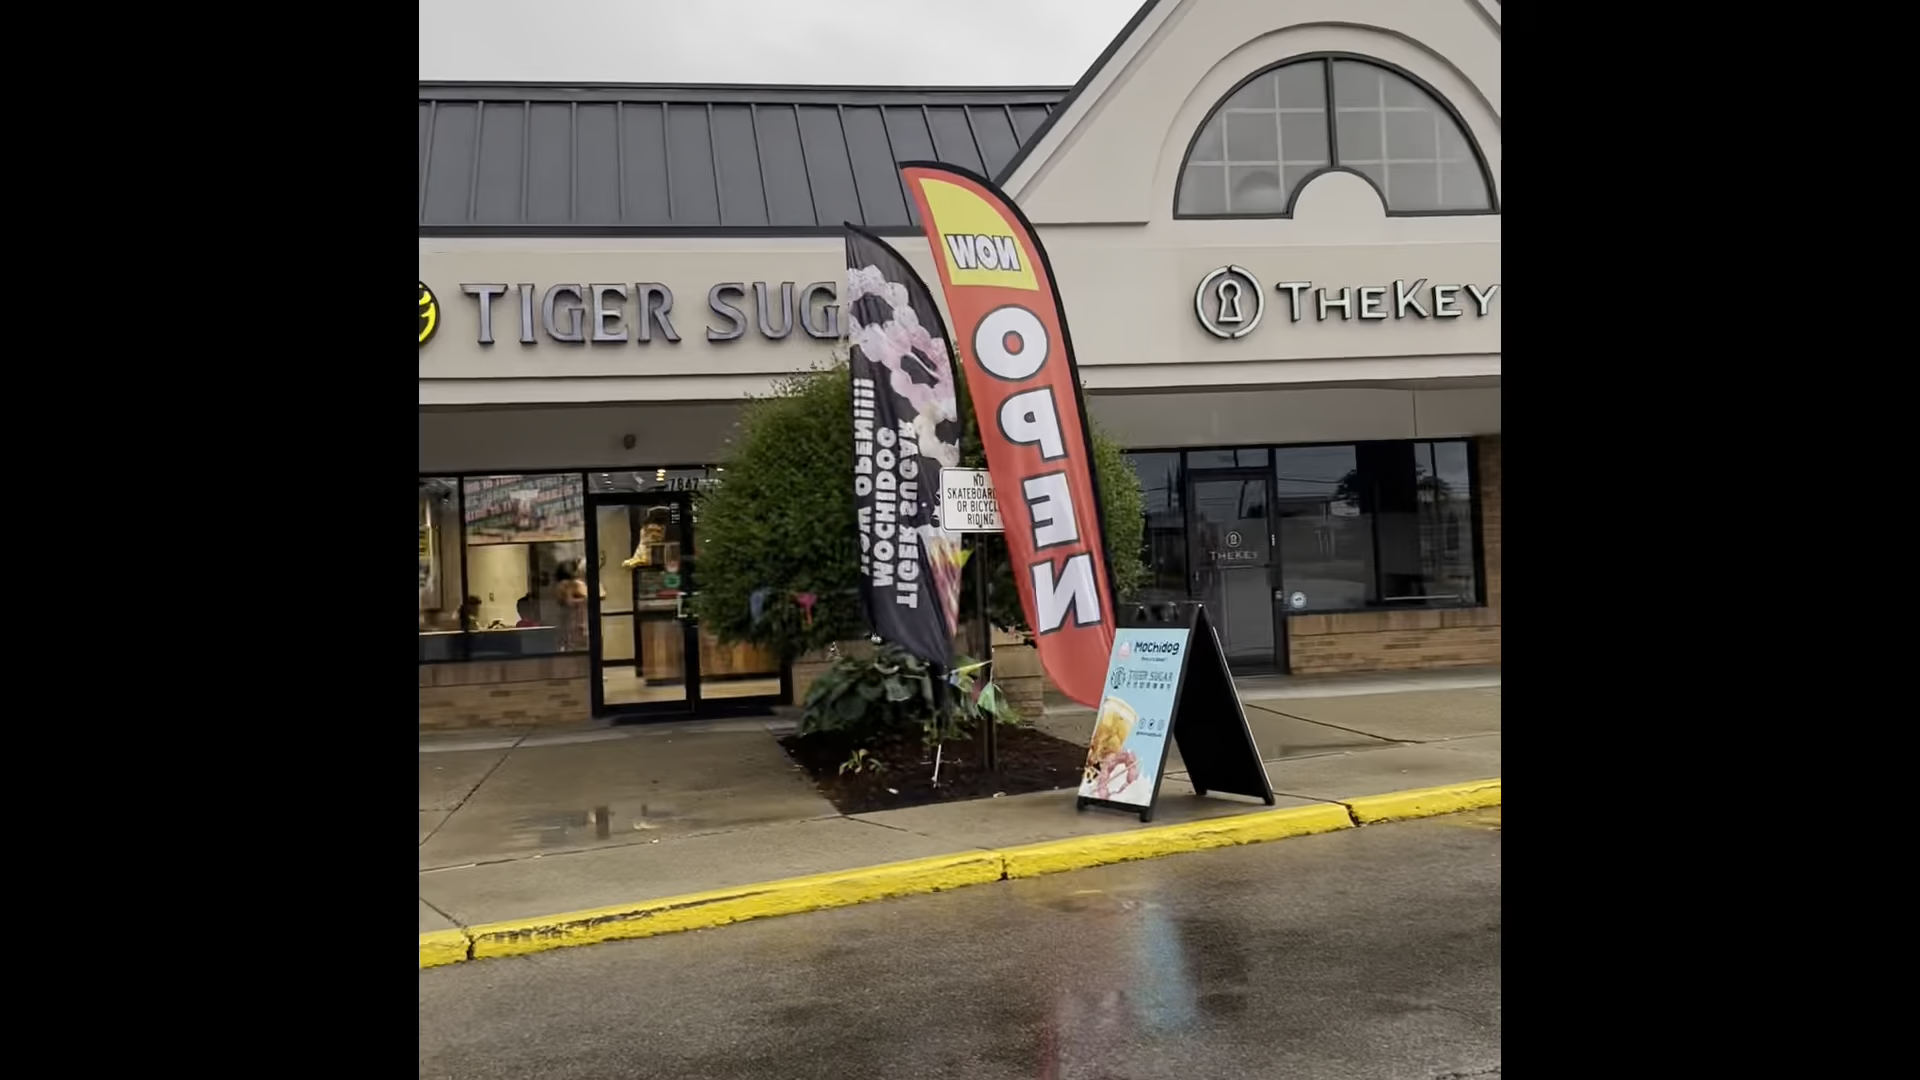 TIGER SUG
THEKEY
NOW
OPEN
NOW OPEN!!!!
MOCHIDOG
TIGER SUGAR
NO
SKATEBOARD
OR BICYCL
RIDING
7847
THEKEY
Mochidog
TIGER SUGAR